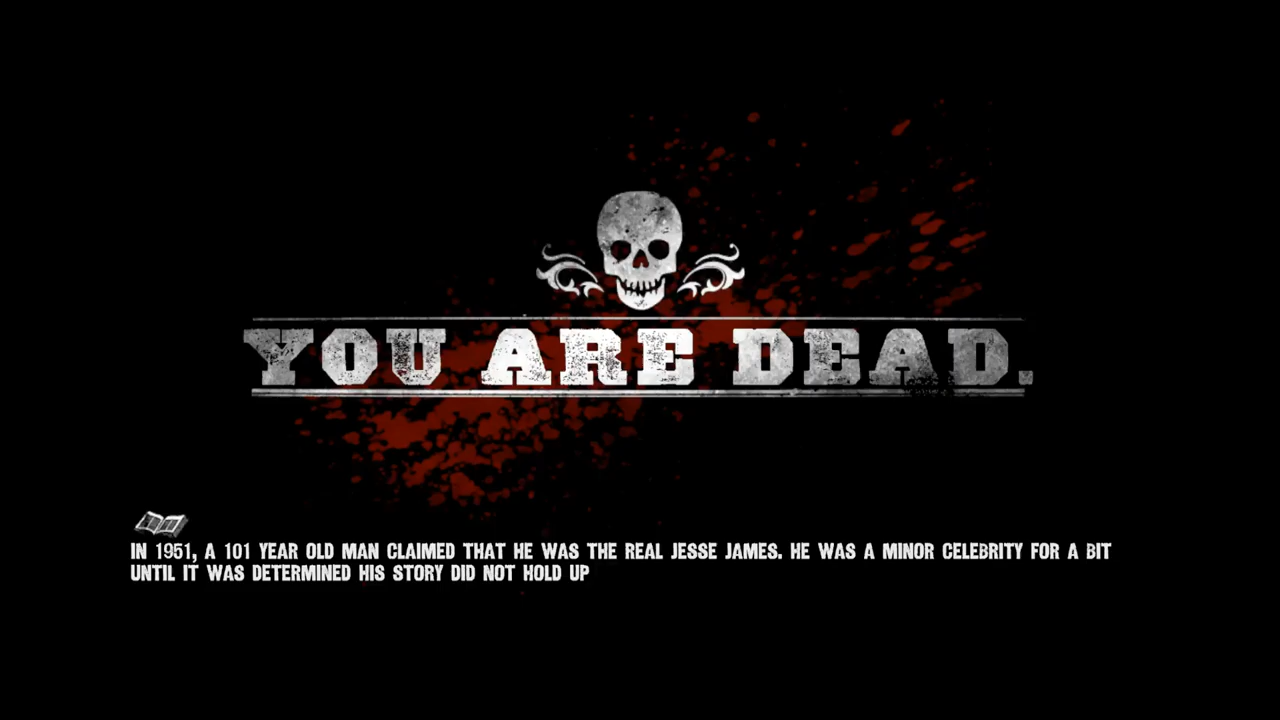 YOU ARE DEAD.
IN 1951, A 101 YEAR OLD MAN CLAIMED THAT HE WAS THE REAL JESSE JAMES. HE WAS A MINOR CELEBRITY FOR A BIT
UNTIL IT WAS DETERMINED HIS STORY DID NOT HOLD UP